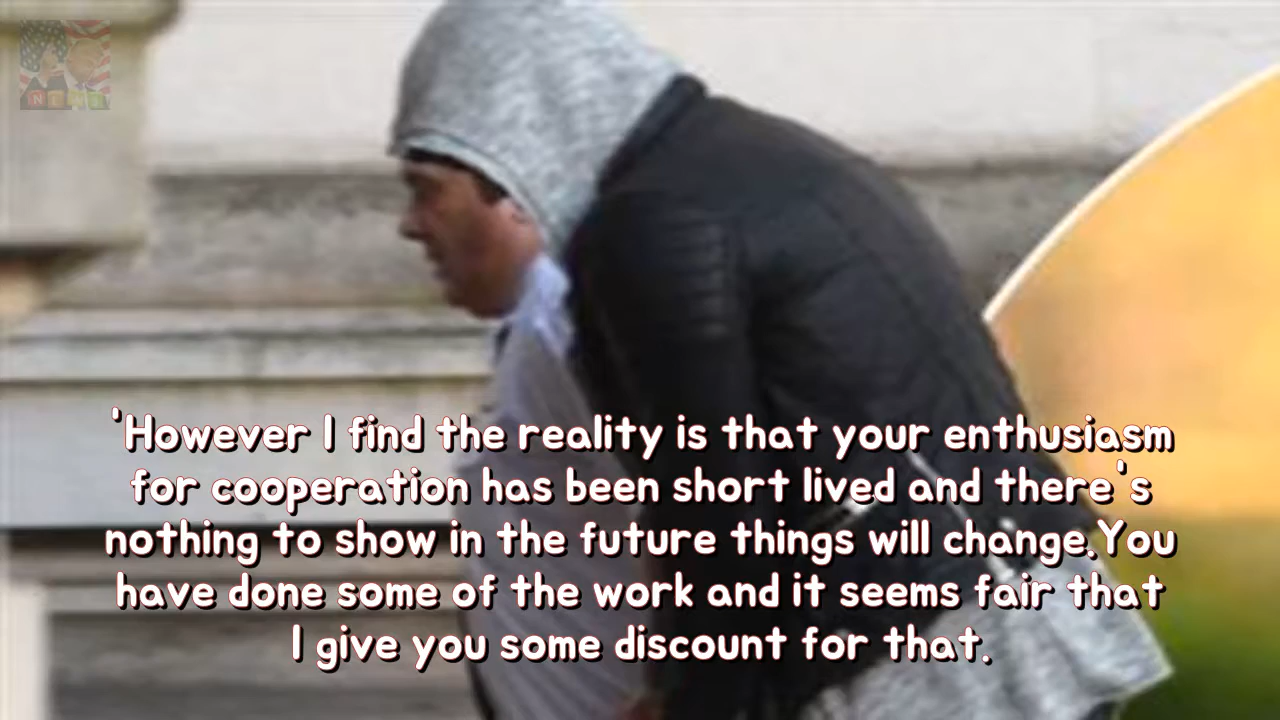 'However I find the reality is that your enthusiasm
for cooperation has been short lived and there's
nothing to show in the future things will change.You
have done some of the work and it seems fair that
I give you some discount for that.